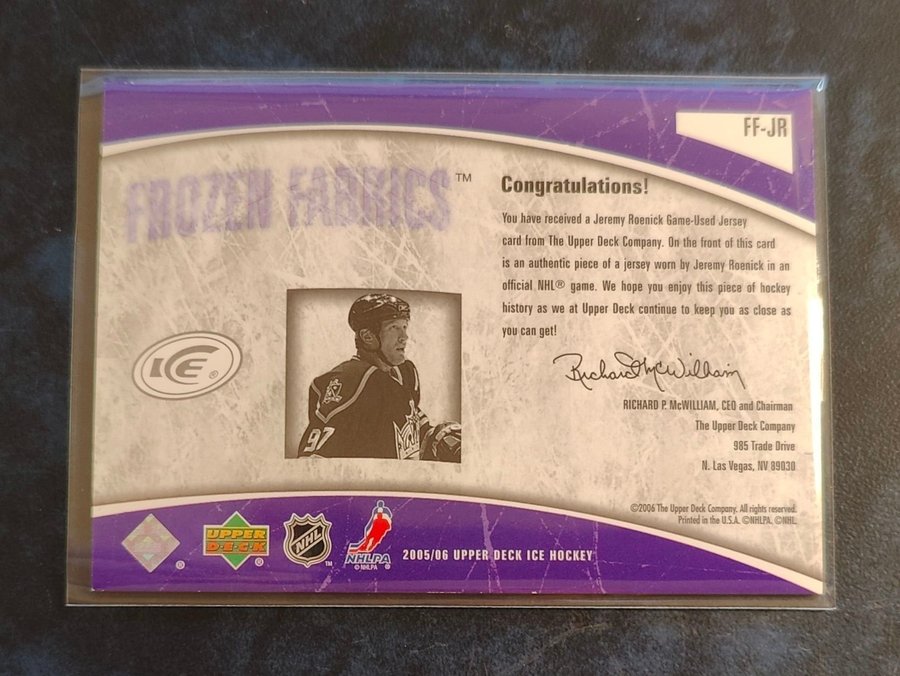 FF-JR
FROZEN FABRICS™
Congratulations!
You have received a Jeremy Roenick Game-Used Jersey
card from The Upper Deck Company. On the front of this card
is an authentic piece of a jersey worn by Jeremy Roenick in an
official NHL® game. We hope you enjoy this piece of hockey
history as we at Upper Deck continue to keep you as close as
you can get!
ICE®
97
Richard McWilliam
RICHARD P. McWILLIAM, CEO and Chairman
The Upper Deck Company
985 Trade Drive
N. Las Vegas, NV 89030
©2006 The Upper Deck Company. All rights reserved.
Printed in the U.S.A. ©NHLPA. ©NHL.
UPPER
DECK®
NHL™
NHLPA®
©NHLPA
2005/06 UPPER DECK ICE HOCKEY